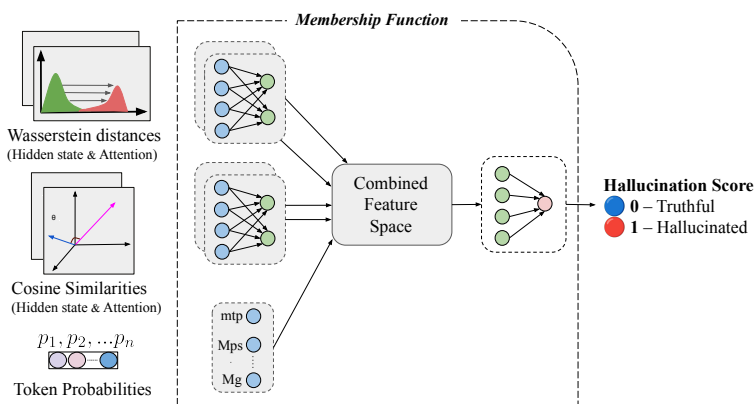 Membership Function
Wasserstein distances
(Hidden state & Attention)
θ
Cosine Similarities
(Hidden state & Attention)
p₁, p₂, ...pₙ
Token Probabilities
mtp
Mps
Mg
Combined
Feature
Space
Hallucination Score
0 – Truthful
1 – Hallucinated